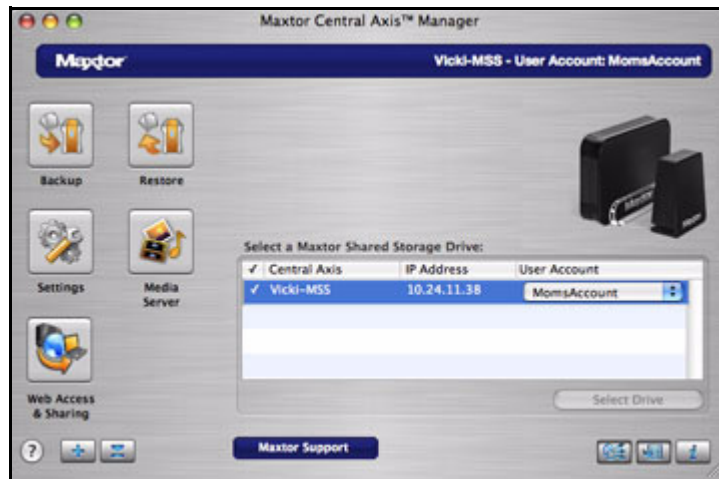 Maxtor Central Axis™ Manager
Maxtor
Vicki-MSS - User Account: MomsAccount
Backup
Restore
Settings
Media
Server
Web Access
& Sharing
Select a Maxtor Shared Storage Drive:
✓ Central Axis IP Address User Account
✓ Vicki-MSS 10.24.11.38 MomsAccount
Select Drive
?
Maxtor Support
i